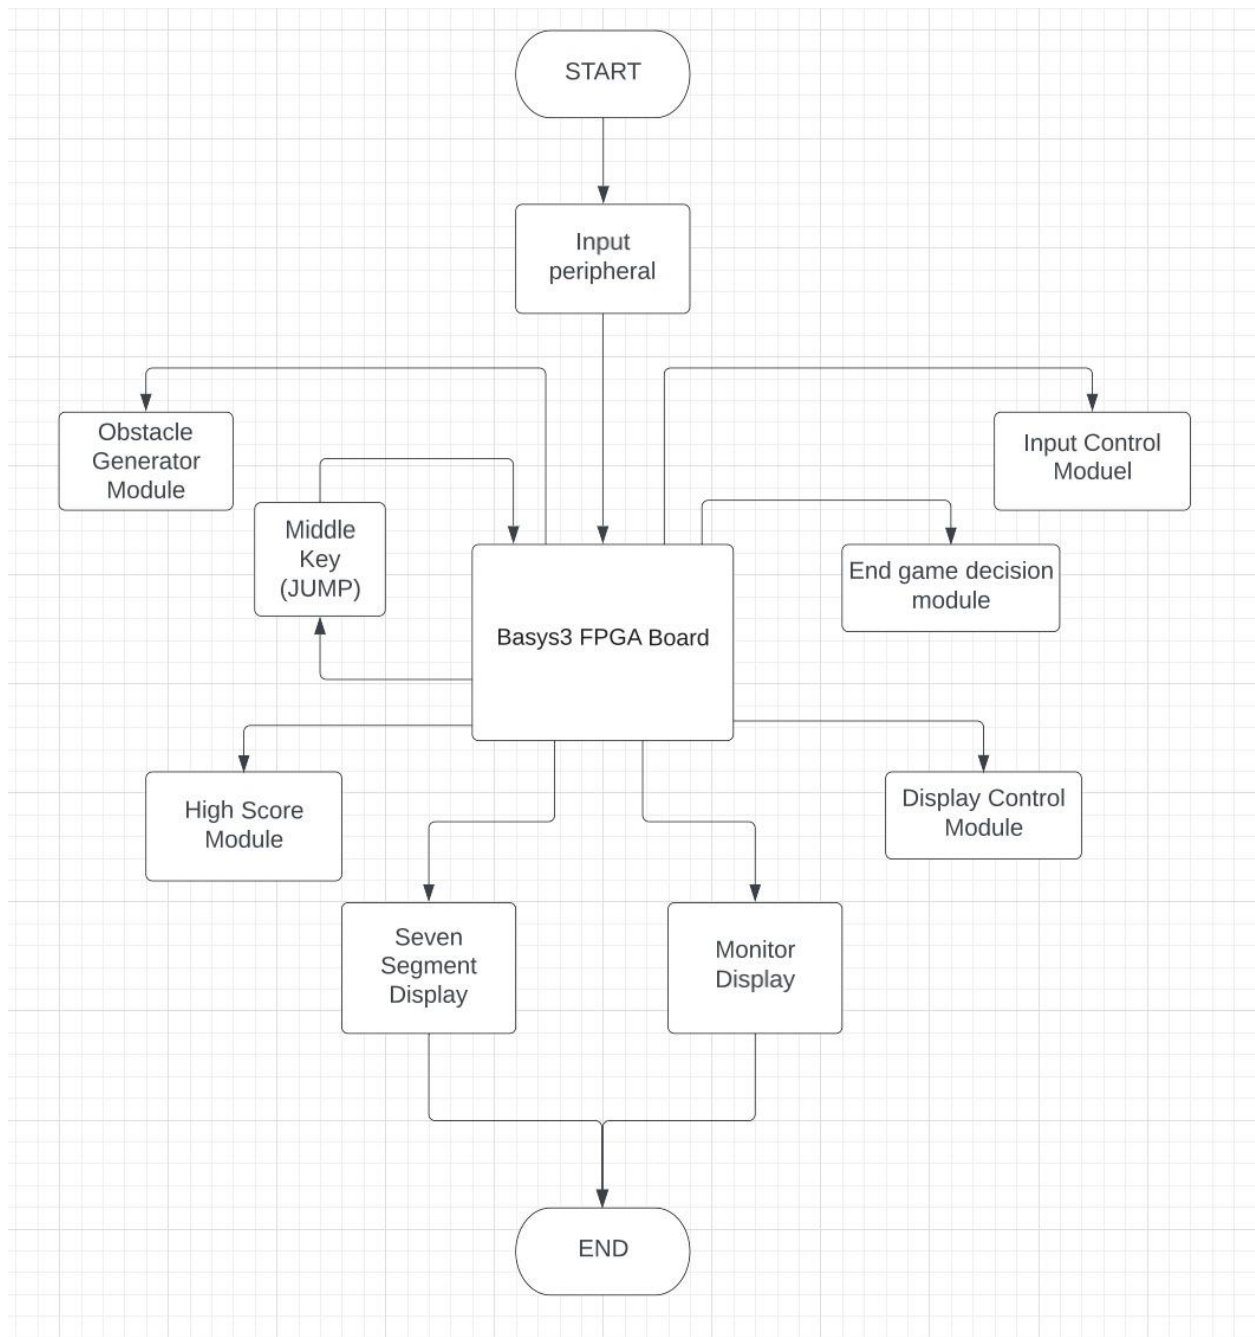 START
Input
peripheral
Obstacle
Generator
Module
Input Control
Moduel
Middle
Key
(JUMP)
End game decision
module
Basys3 FPGA Board
High Score
Module
Display Control
Module
Seven
Segment
Display
Monitor
Display
END